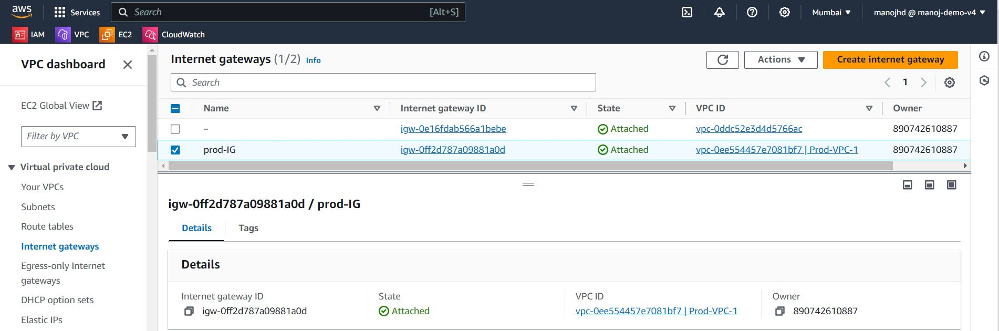 aws Services Search [Alt+S] Mumbai ▼ manojhd @ manoj-demo-v4 ▼
IAM VPC EC2 CloudWatch
VPC dashboard
EC2 Global View
Filter by VPC
Virtual private cloud
Your VPCs
Subnets
Route tables
Internet gateways
Egress-only Internet
gateways
DHCP option sets
Elastic IPs
Internet gateways (1/2) Info
Actions ▼
Create internet gateway
Search
1
Name Internet gateway ID State VPC ID Owner
– igw-0e16fdab566a1bebe Attached vpc-0ddc52e3d4d5766ac 890742610887
prod-IG igw-0ff2d787a09881a0d Attached vpc-0ee554457e7081bf7 | Prod-VPC-1 890742610887
igw-0ff2d787a09881a0d / prod-IG
Details Tags
Details
Internet gateway ID State VPC ID Owner
igw-0ff2d787a09881a0d Attached vpc-0ee554457e7081bf7 | Prod-VPC-1 890742610887